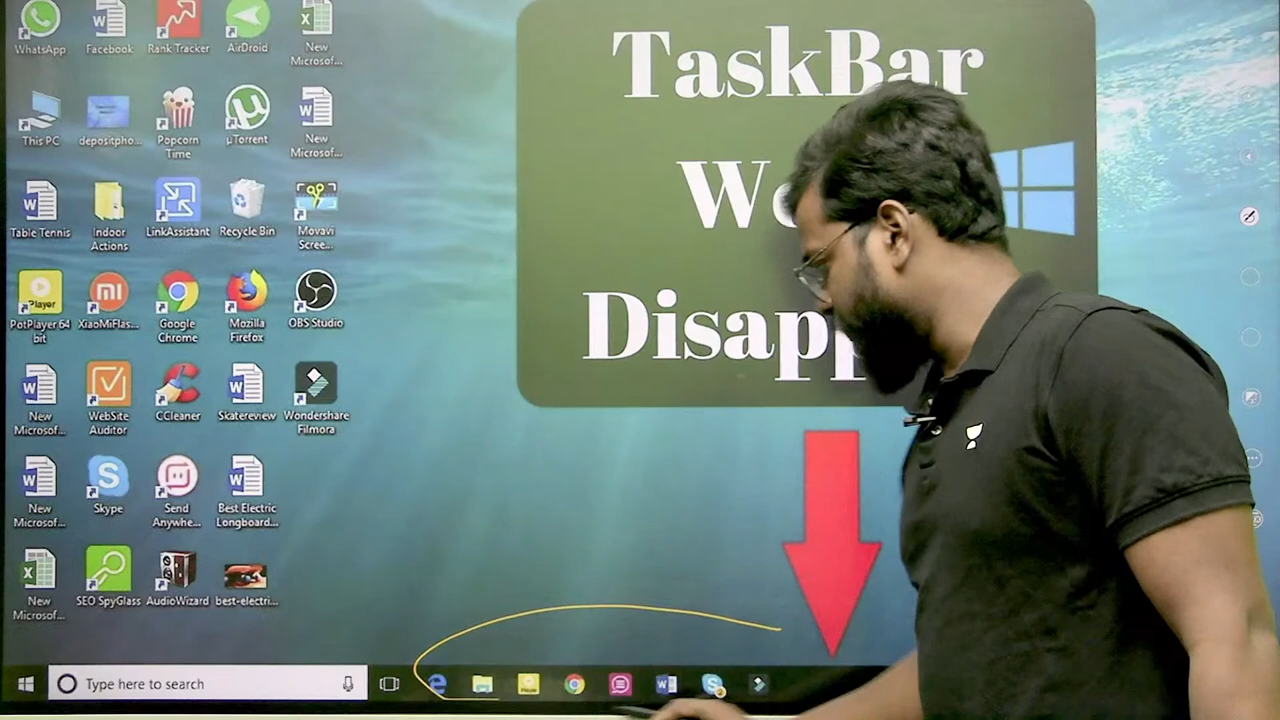 WhatsApp
Facebook
Rank Tracker
AirDroid
New
Microsof...
This PC
depositpho...
Popcorn
Time
µTorrent
New
Microsof...
Table Tennis
Indoor
Actions
LinkAssistant
Recycle Bin
Movavi
Scree...
Player
PotPlayer 64
bit
XiaoMiFlas...
Google
Chrome
Mozilla
Firefox
OBS Studio
New
Microsof...
WebSite
Auditor
CCleaner
Skatereview
Wondershare
Filmora
New
Microsof...
Skype
Send
Anywhe...
Best Electric
Longboard...
New
Microsof...
SEO SpyGlass
AudioWizard
best-electri...
TaskBar
Type here to search